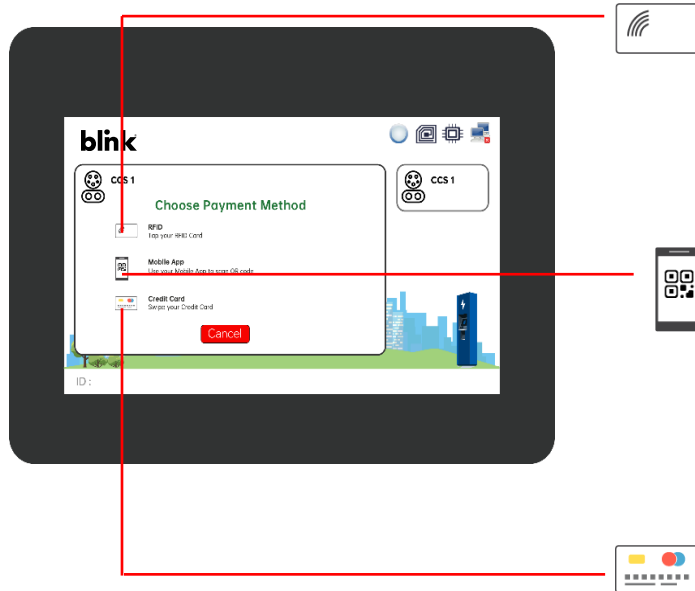 blink
CCS 1
CCS 1
Choose Payment Method
RFID
Tap your RFID Card
Mobile App
Use your Mobile App to scan QR code
Credit Card
Swipe your Credit Card
Cancel
ID :